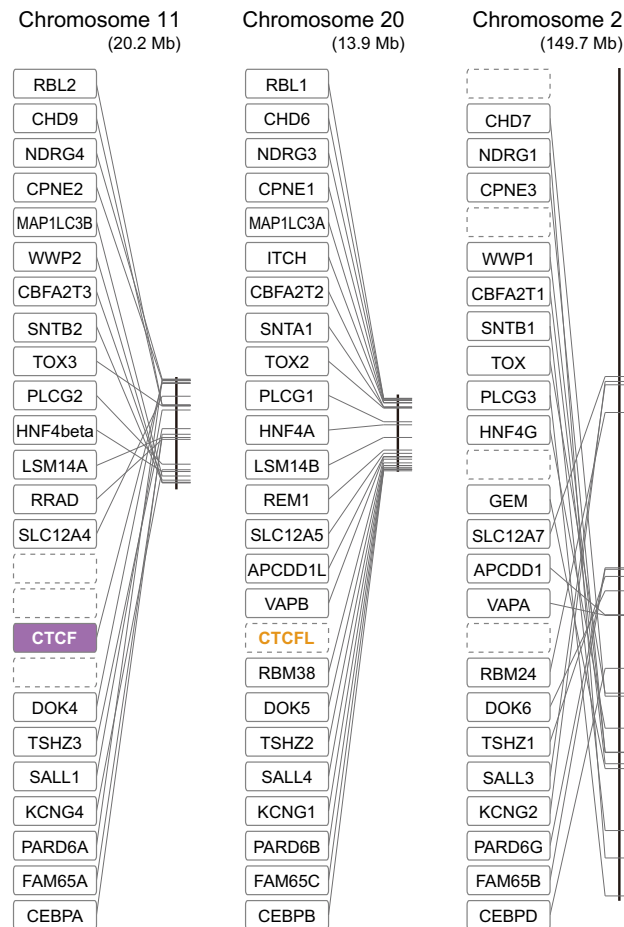 Chromosome 11
(20.2 Mb)
RBL2
CHD9
NDRG4
CPNE2
MAP1LC3B
WWP2
CBFA2T3
SNTB2
TOX3
PLCG2
HNF4beta
LSM14A
RRAD
SLC12A4
CTCF
DOK4
TSHZ3
SALL1
KCNG4
PARD6A
FAM65A
CEBPA
Chromosome 20
(13.9 Mb)
RBL1
CHD6
NDRG3
CPNE1
MAP1LC3A
ITCH
CBFA2T2
SNTA1
TOX2
PLCG1
HNF4A
LSM14B
REM1
SLC12A5
APCDD1L
VAPB
CTCFL
RBM38
DOK5
TSHZ2
SALL4
KCNG1
PARD6B
FAM65C
CEBPB
Chromosome 2
(149.7 Mb)
CHD7
NDRG1
CPNE3
WWP1
CBFA2T1
SNTB1
TOX
PLCG3
HNF4G
GEM
SLC12A7
APCDD1
VAPA
RBM24
DOK6
TSHZ1
SALL3
KCNG2
PARD6G
FAM65B
CEBPD